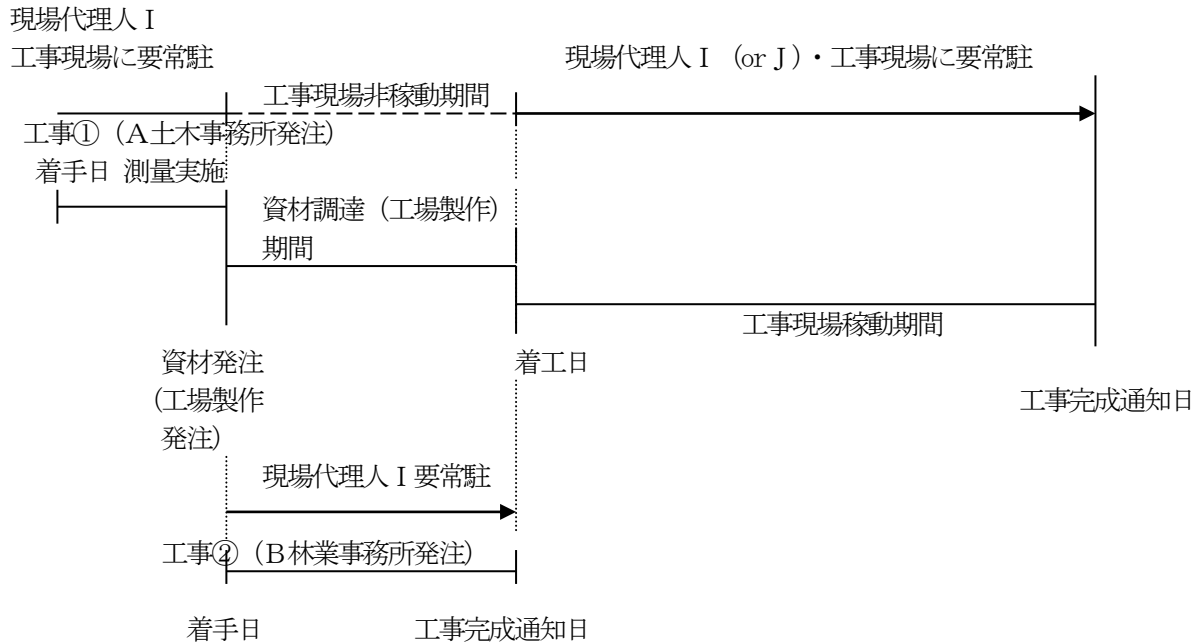 現場代理人Ⅰ
工事現場に要常駐
現場代理人Ⅰ （or J）・工事現場に要常駐
工事現場非稼動期間
工事①（A土木事務所発注）
着手日 測量実施
資材調達（工場製作）
期間
工事現場稼動期間
資材発注
（工場製作
発注）
着工日
工事完成通知日
現場代理人Ⅰ要常駐
工事②（B林業事務所発注）
着手日
工事完成通知日